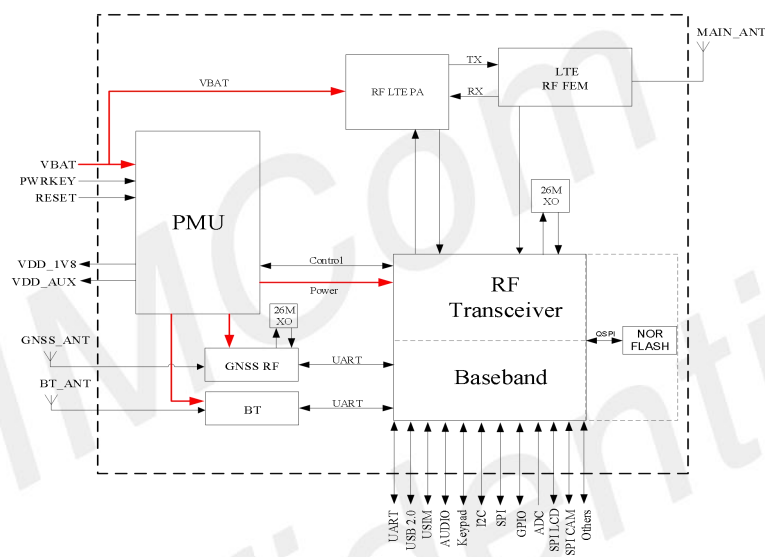 MAIN_ANT
TX
LTE
RF FEM
VBAT
RF LTE PA
RX
VBAT
PWRKEY
RESET
PMU
26M
XO
VDD_1V8
VDD_AUX
Control
Power
RF
Transceiver
26M
XO
QSPI
NOR
FLASH
GNSS_ANT
GNSS RF
UART
Baseband
BT_ANT
BT
UART
UART
USB 2.0
USIM
AUDIO
Keypad
I2C
SPI
GPIO
ADC
SPI LCD
SPI CAM
Others